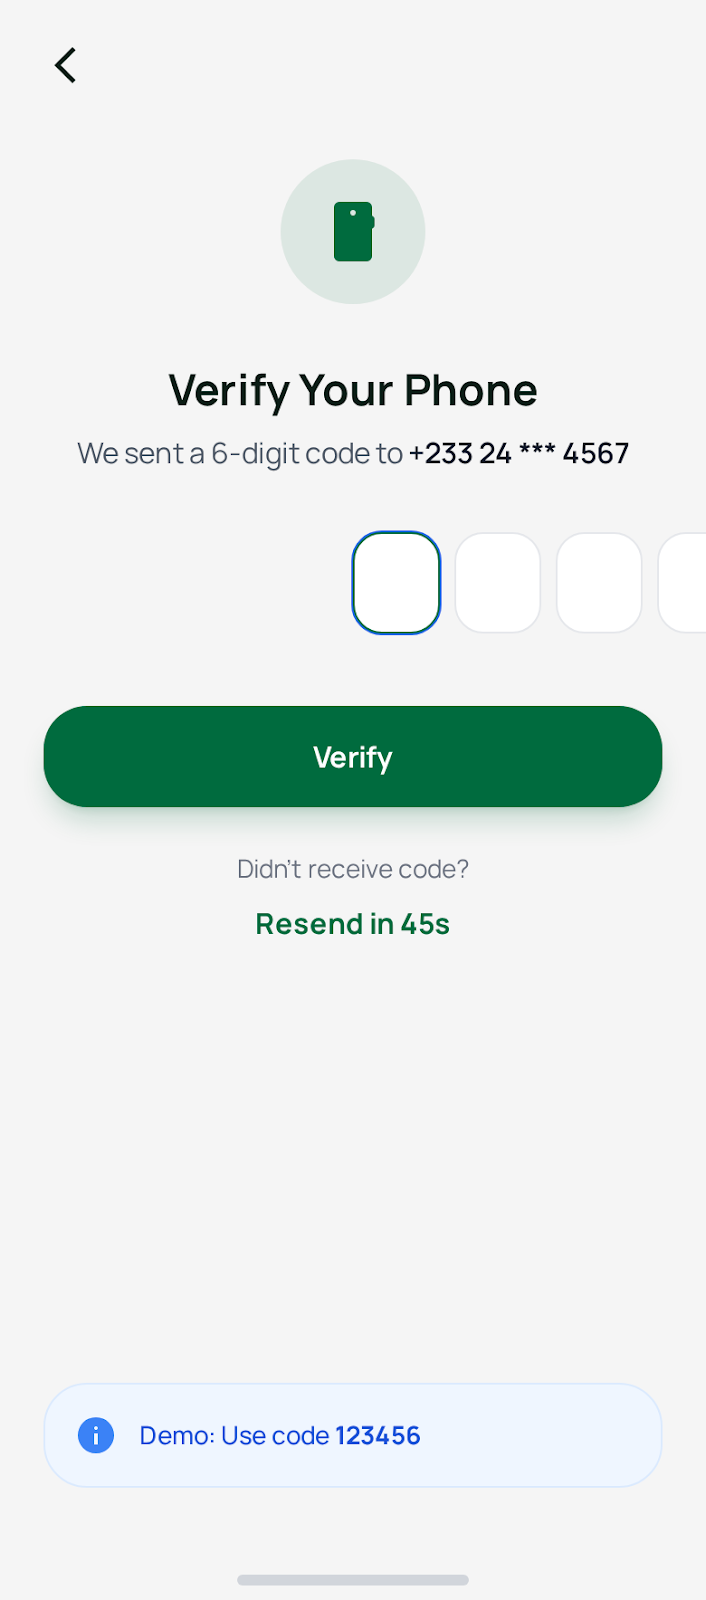 Verify Your Phone
We sent a 6-digit code to +233 24 *** 4567
Verify
Didn't receive code?
Resend in 45s
Demo: Use code 123456